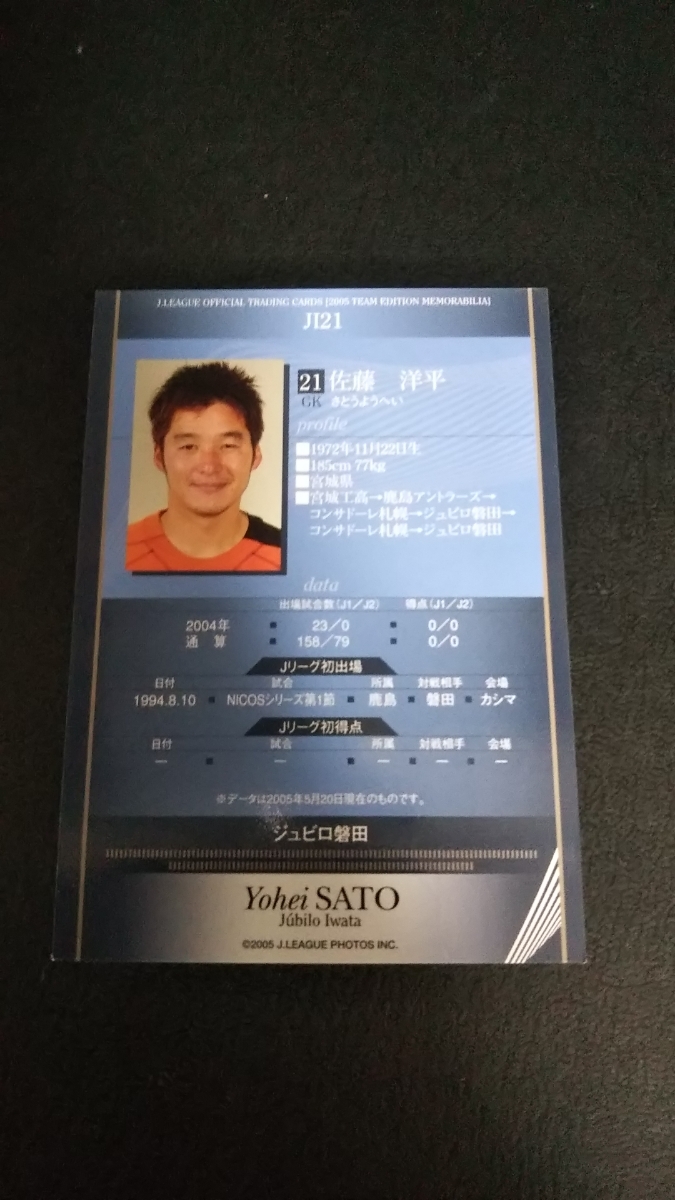 J.LEAGUE OFFICIAL TRADING CARDS [2005 TEAM EDITION MEMORABILIA]
JI21
21 佐藤 洋平
GK さとうようへい
profile
■1972年11月22日生
■185cm 77kg
■宮城県
■宮城工高→鹿島アントラーズ→
コンサドーレ札幌→ジュビロ磐田→
コンサドーレ札幌→ジュビロ磐田
data
出場試合数(J1/J2) 得点(J1/J2)
2004年 ■ 23/0 ■ 0/0
通算 ■ 158/79 ■ 0/0
Jリーグ初出場
日付 試合 所属 対戦相手 会場
1994.8.10 ■ NICOSシリーズ第1節 ■ 鹿島 ■ 磐田 ■ カシマ
Jリーグ初得点
日付 試合 所属 対戦相手 会場
— ■ — ■ — ■ — ■ —
※データは2005年5月20日現在のものです。
ジュビロ磐田
Yohei SATO
Júbilo Iwata
©2005 J.LEAGUE PHOTOS INC.